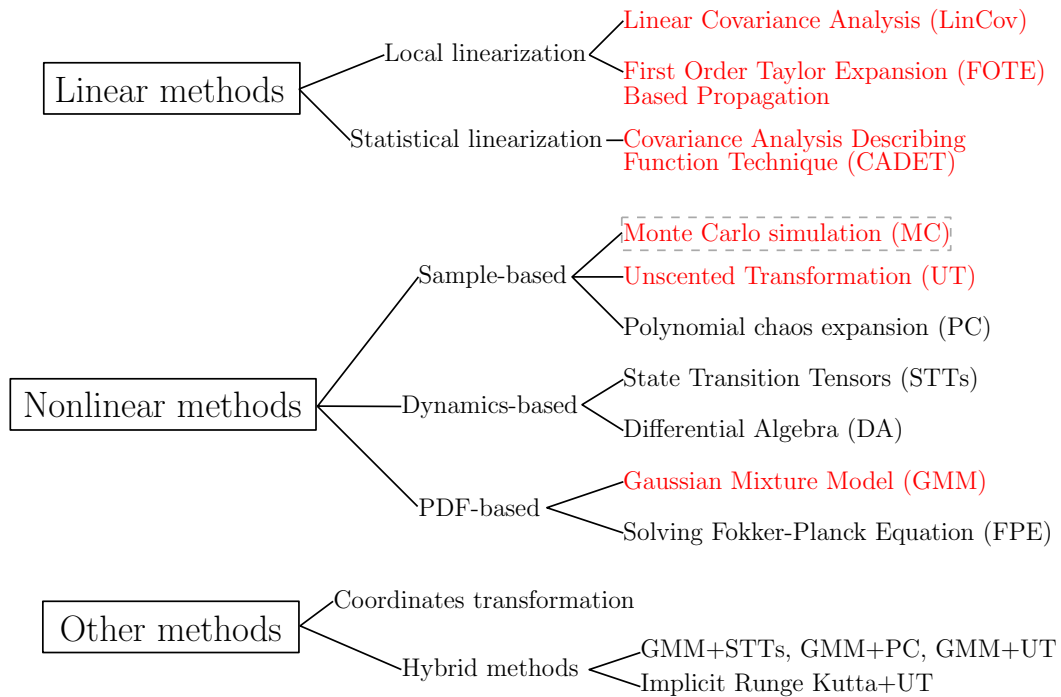 Linear methods
Local linearization
Linear Covariance Analysis (LinCov)
First Order Taylor Expansion (FOTE)
Based Propagation
Statistical linearization
Covariance Analysis Describing
Function Technique (CADET)
Nonlinear methods
Sample-based
Monte Carlo simulation (MC)
Unscented Transformation (UT)
Polynomial chaos expansion (PC)
Dynamics-based
State Transition Tensors (STTs)
Differential Algebra (DA)
PDF-based
Gaussian Mixture Model (GMM)
Solving Fokker-Planck Equation (FPE)
Other methods
Coordinates transformation
Hybrid methods
GMM+STTs, GMM+PC, GMM+UT
Implicit Runge Kutta+UT